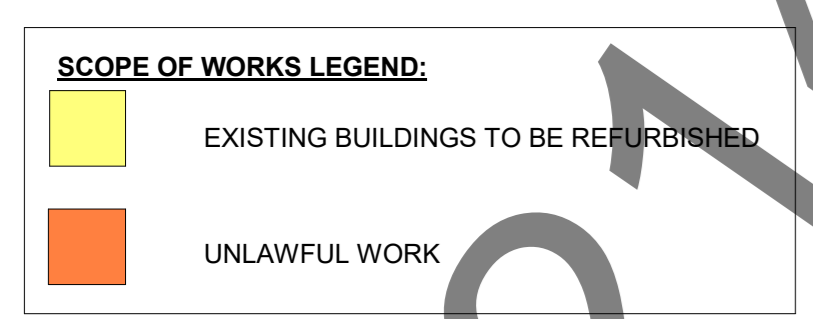 SCOPE OF WORKS LEGEND:
EXISTING BUILDINGS TO BE REFURBISHED
UNLAWFUL WORK